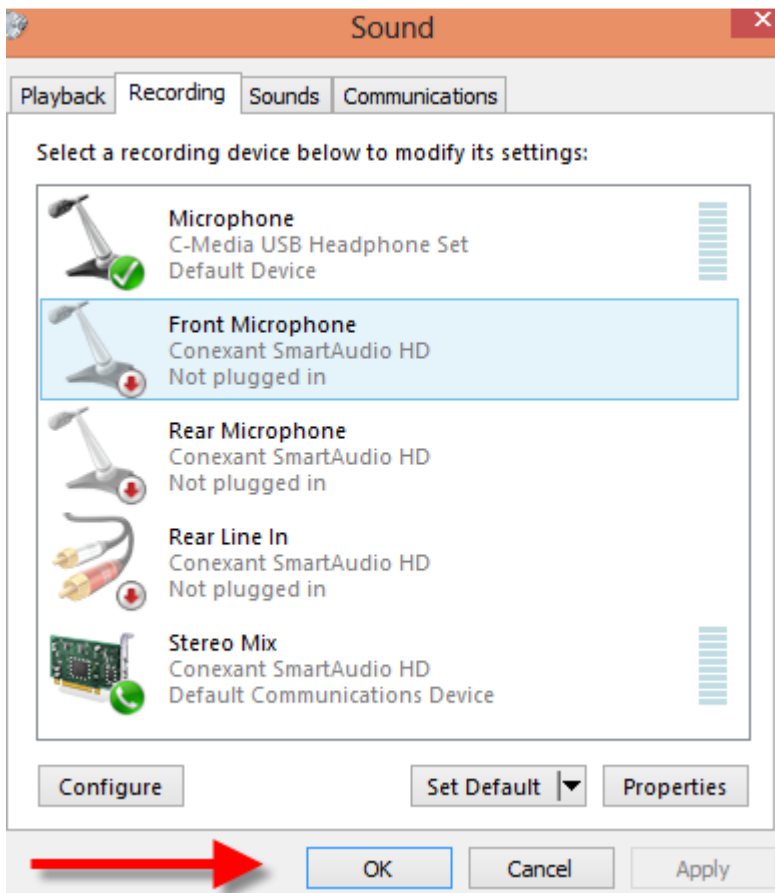 Sound
Playback Recording Sounds Communications
Select a recording device below to modify its settings:
Microphone
C-Media USB Headphone Set
Default Device
Front Microphone
Conexant SmartAudio HD
Not plugged in
Rear Microphone
Conexant SmartAudio HD
Not plugged in
Rear Line In
Conexant SmartAudio HD
Not plugged in
Stereo Mix
Conexant SmartAudio HD
Default Communications Device
Configure Set Default Properties
OK Cancel Apply